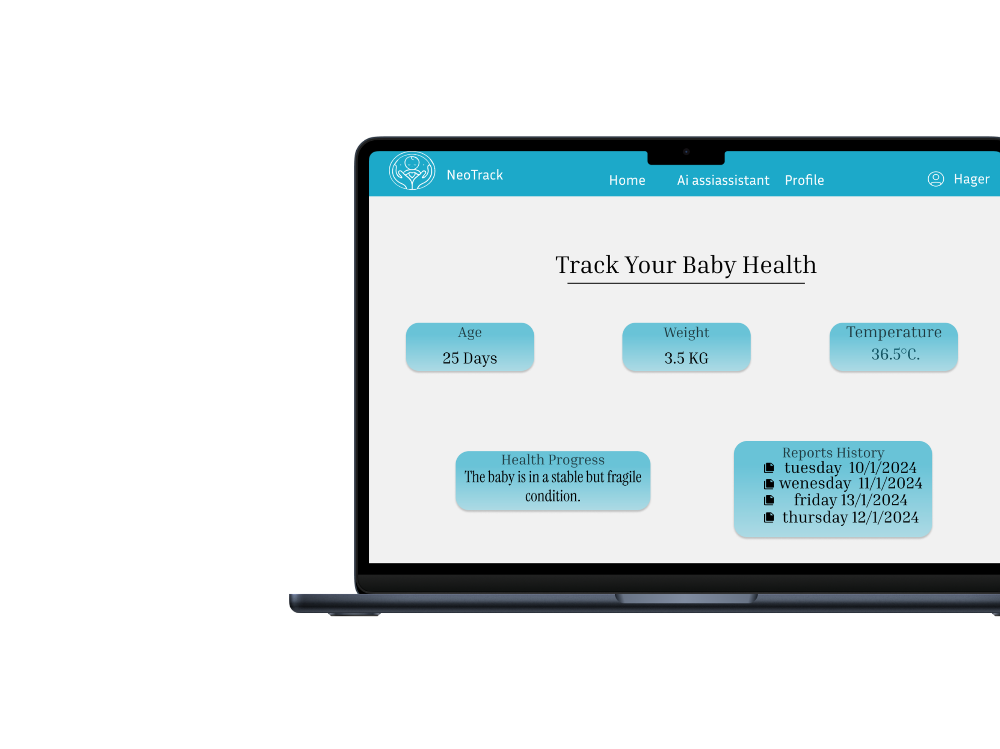 NeoTrack
Home
Ai assiassistant
Profile
Hager
Track Your Baby Health
Age
25 Days
Weight
3.5 KG
Temperature
36.5°C.
Health Progress
The baby is in a stable but fragile
condition.
Reports History
tuesday 10/1/2024
wenesday 11/1/2024
friday 13/1/2024
thursday 12/1/2024